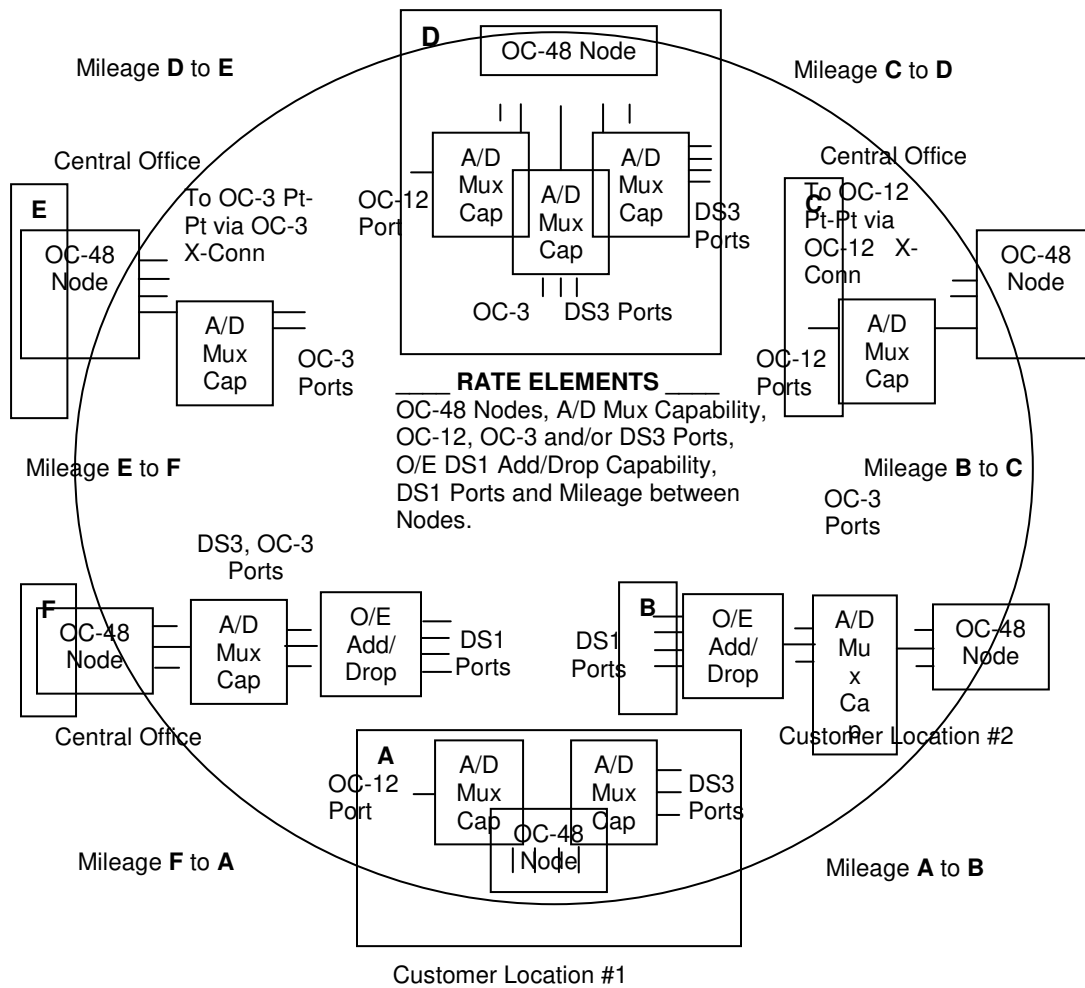 D
OC-48 Node
Mileage D to E
Mileage C to D
A/D
Mux
Cap
A/D
Mux
Cap
A/D
Mux
Cap
OC-12
Port
DS3
Ports
OC-3
DS3 Ports
Central Office
E
OC-48
Node
To OC-3 Pt-
Pt via OC-3
X-Conn
A/D
Mux
Cap
OC-3
Ports
Central Office
C
To OC-12
Pt-Pt via
OC-12 X-
Conn
OC-48
Node
OC-12
Ports
A/D
Mux
Cap
____ RATE ELEMENTS ____
OC-48 Nodes, A/D Mux Capability,
OC-12, OC-3 and/or DS3 Ports,
O/E DS1 Add/Drop Capability,
DS1 Ports and Mileage between
Nodes.
Mileage E to F
Mileage B to C
OC-3
Ports
DS3, OC-3
Ports
F
OC-48
Node
A/D
Mux
Cap
O/E
Add/
Drop
DS1
Ports
Central Office
B
DS1
Ports
O/E
Add/
Drop
A/D
Mu
x
Ca
p
OC-48
Node
Customer Location #2
A
OC-12
Port
A/D
Mux
Cap
A/D
Mux
Cap
DS3
Ports
OC-48
Node
Mileage F to A
Mileage A to B
Customer Location #1